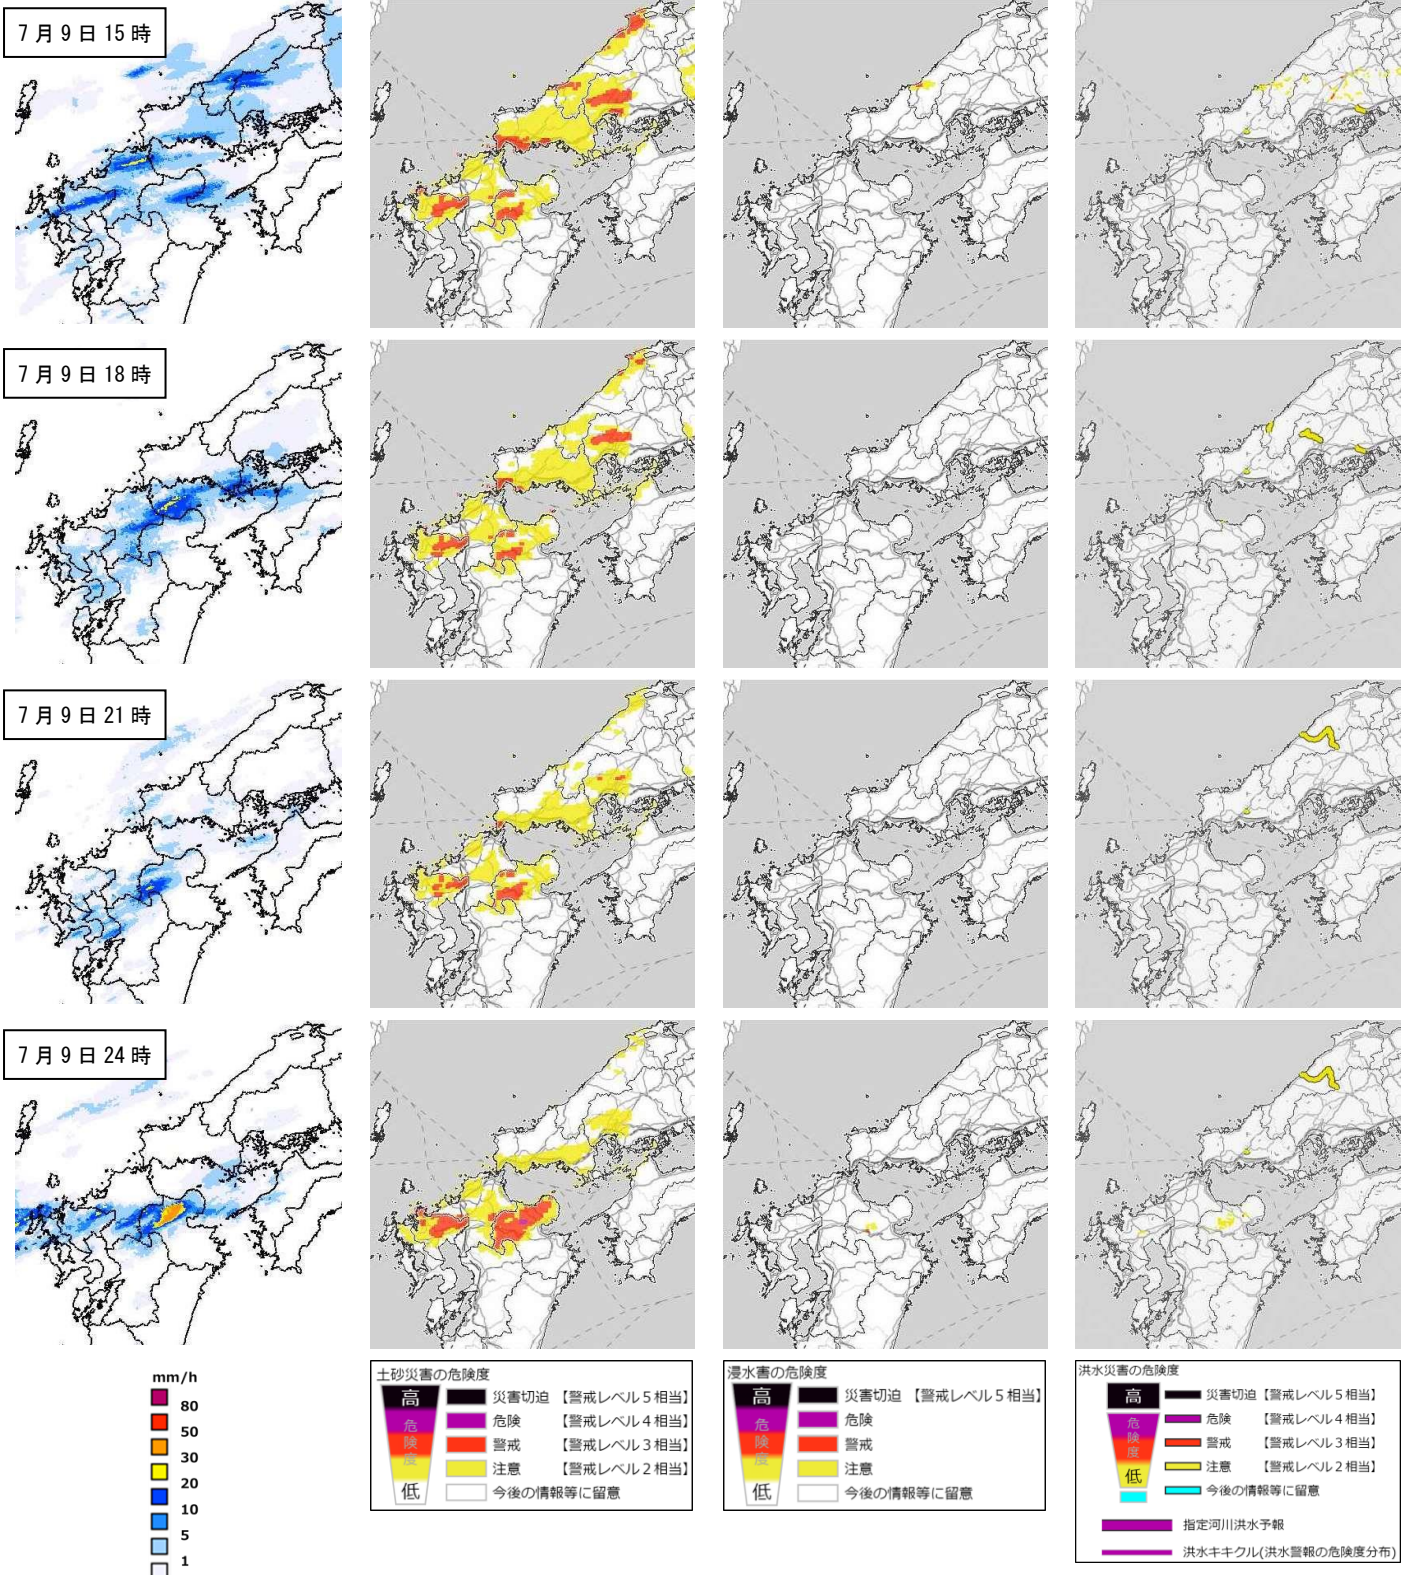 7月9日15時
7月9日18時
7月9日21時
7月9日24時
mm/h
80
50
30
20
10
5
1
土砂災害の危険度
高
危険度
低
災害切迫 【警戒レベル5相当】
危険 【警戒レベル4相当】
警戒 【警戒レベル3相当】
注意 【警戒レベル2相当】
今後の情報等に留意
浸水害の危険度
高
危険度
低
災害切迫 【警戒レベル5相当】
危険
警戒
注意
今後の情報等に留意
洪水災害の危険度
高
危険度
低
災害切迫 【警戒レベル5相当】
危険 【警戒レベル4相当】
警戒 【警戒レベル3相当】
注意 【警戒レベル2相当】
今後の情報等に留意
指定河川洪水予報
洪水キキクル(洪水警報の危険度分布)